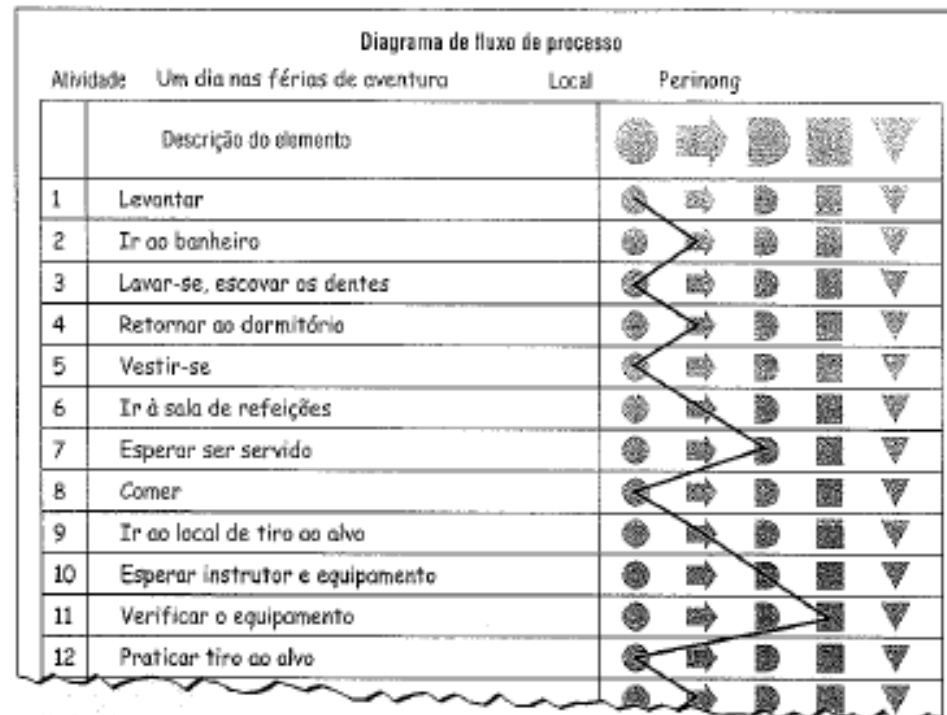 Diagrama de fluxo de processo
Atividade Um dia nas férias de aventura Local Perinong
Descrição do elemento
1 Levantar
2 Ir ao banheiro
3 Lavar-se, escovar os dentes
4 Retornar ao dormitório
5 Vestir-se
6 Ir à sala de refeições
7 Esperar ser servido
8 Comer
9 Ir ao local de tiro ao alvo
10 Esperar instrutor e equipamento
11 Verificar o equipamento
12 Praticar tiro ao alvo